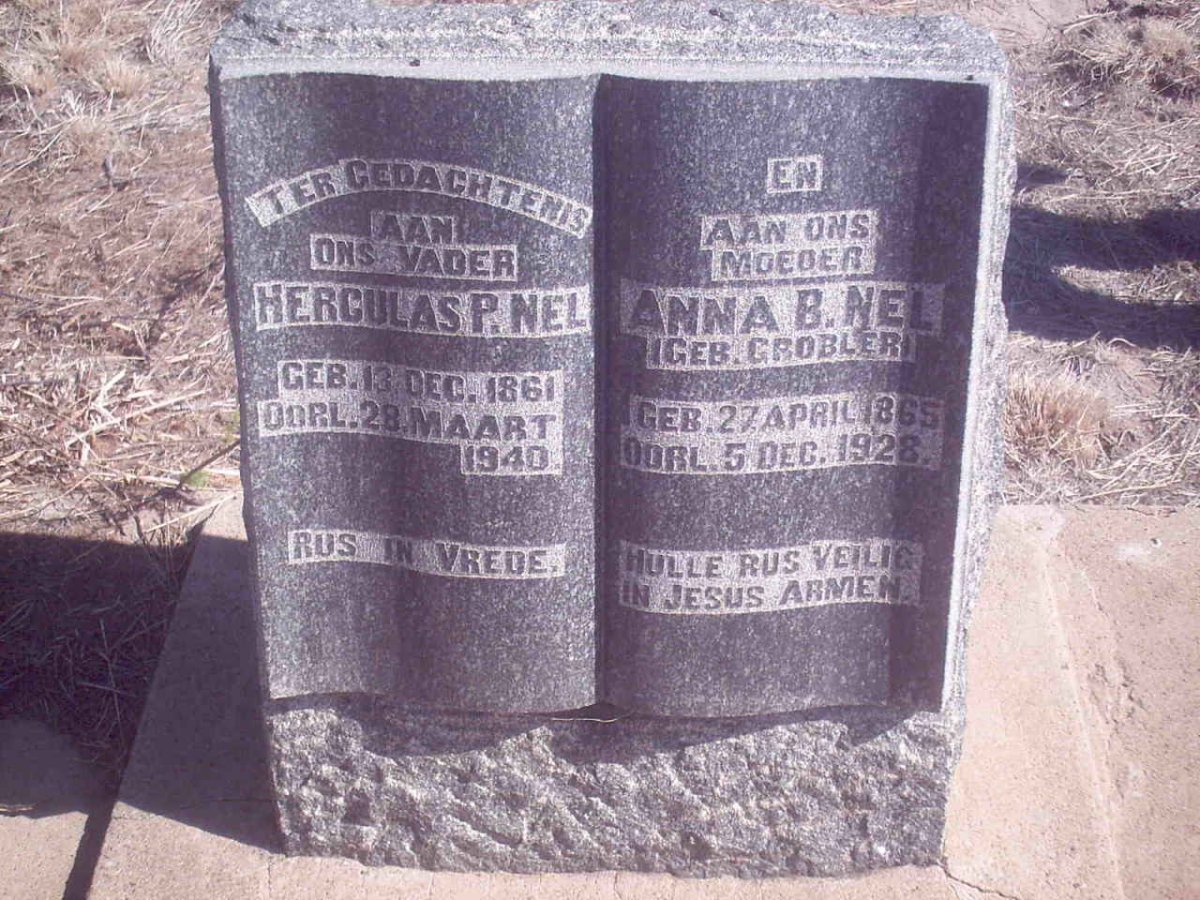 TER GEDACHTENIS
AAN
ONS VADER
HERCULAS P. NEL
GEB. 13 DEC. 1861
OORL. 28. MAART
1940
RUS IN VREDE.
EN
AAN ONS
MOEDER
ANNA B. NEL
(GEB. GROBLER)
GEB. 27 APRIL 1865
OORL. 5 DEC. 1928.
HULLE RUS VEILIG
IN JESUS ARMEN.